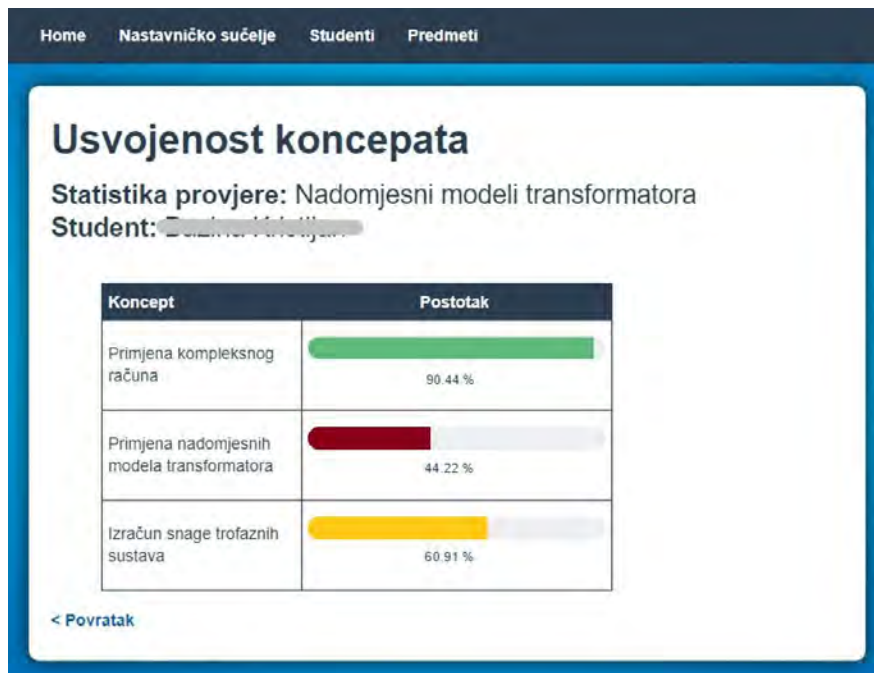 Home Nastavničko sučelje Studenti Predmeti
Usvojenost koncepata
Statistika provjere: Nadomjesni modeli transformatora
Student:
Koncept Postotak
Primjena kompleksnog
računa
90.44 %
Primjena nadomjesnih
modela transformatora
44.22 %
Izračun snage trofaznih
sustava
60.91 %
< Povratak